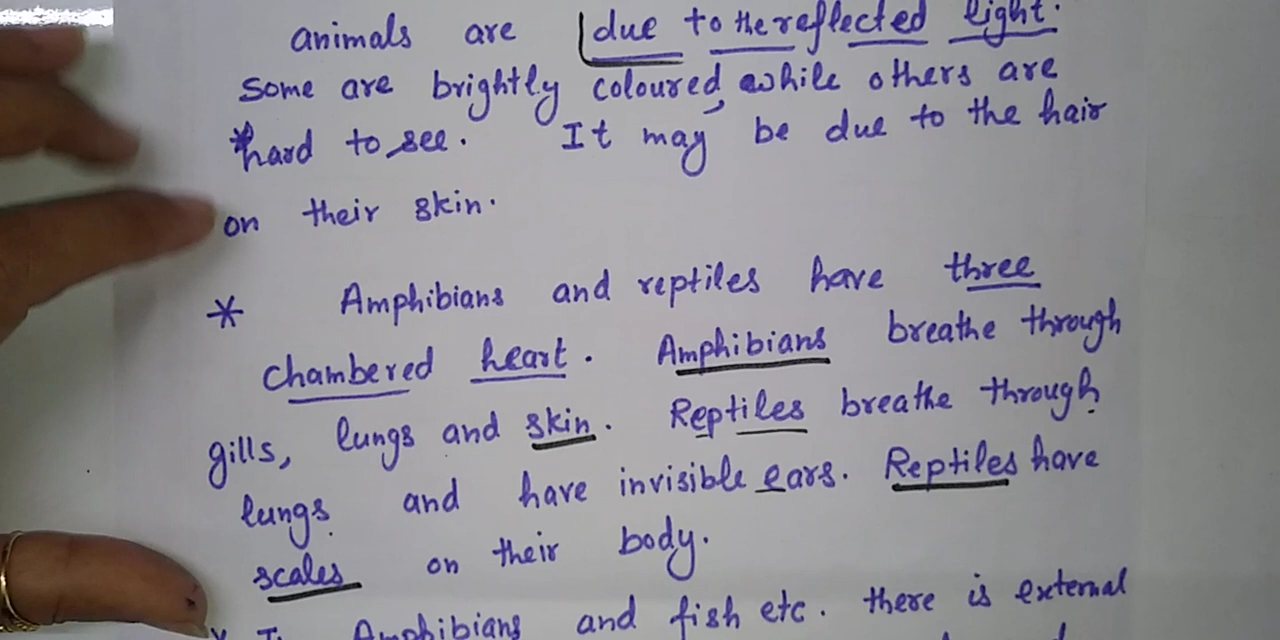 animals are due to the reflected light.
Some are brightly coloured, while others are
hard to see. It may be due to the hair
on their skin.
* Amphibians and reptiles have three
chambered heart. Amphibians breathe through
gills, lungs and skin. Reptiles breathe through
lungs and have invisible ears. Reptiles have
scales on their body.
Amphibians and fish etc. there is external